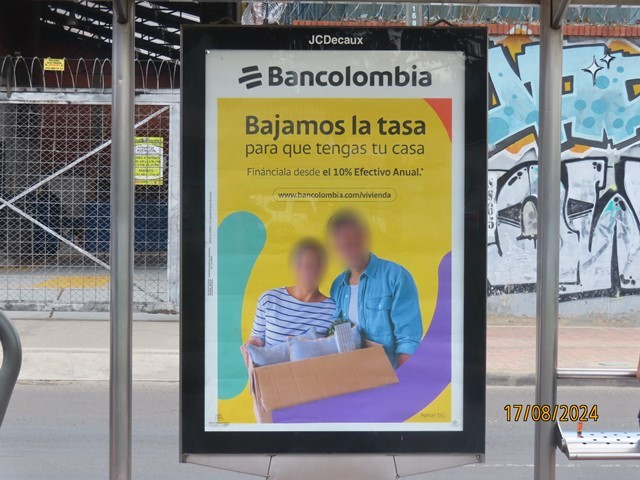 JCDecaux
Bancolombia
Bajamos la tasa
para que tengas tu casa
Fináncíala desde el 10% Efectivo Anual.*
www.bancolombia.com/vivienda
17/08/2024